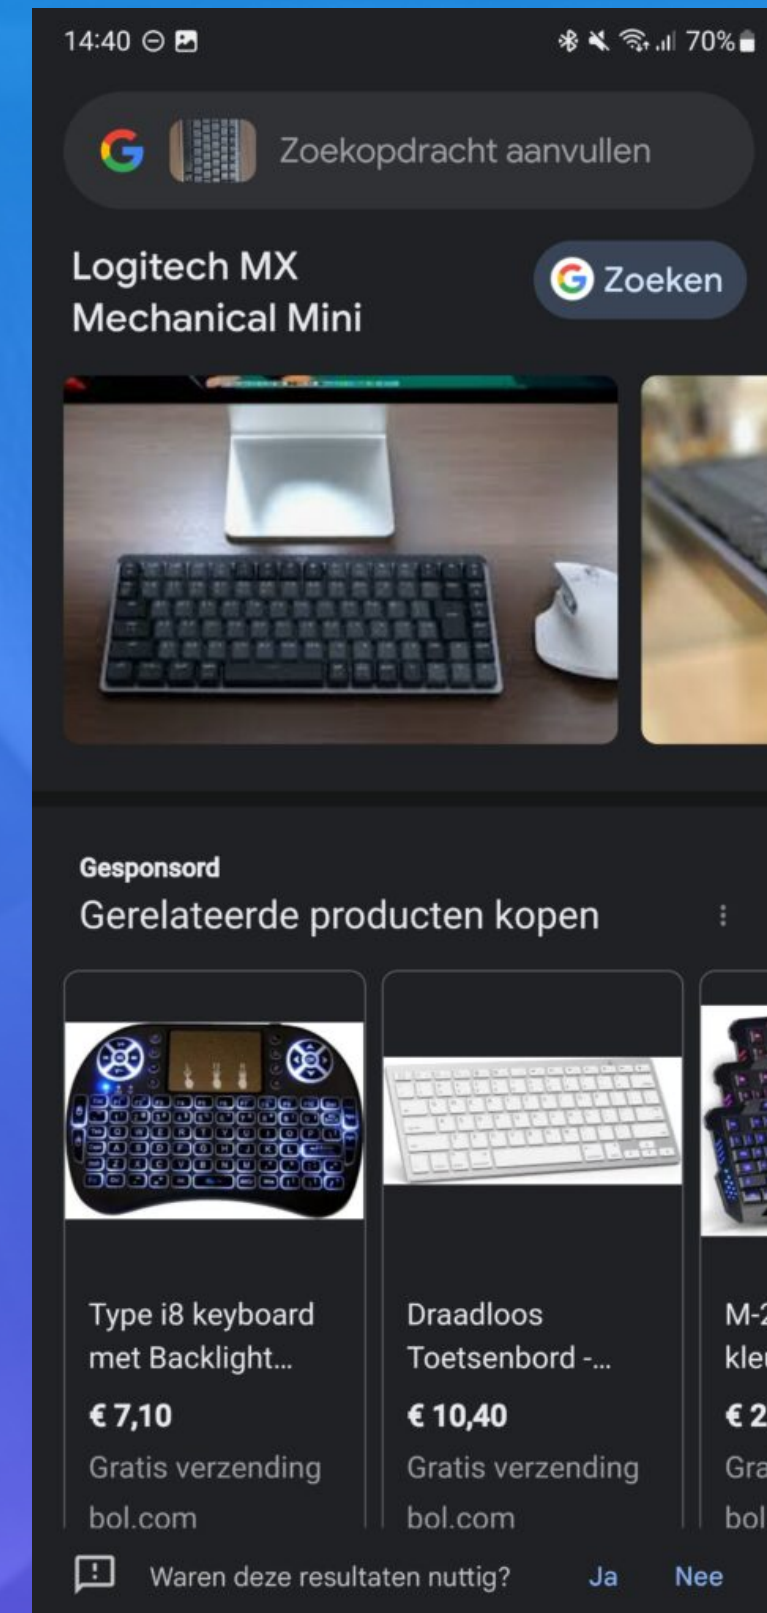 14:40
70%
Zoekopdracht aanvullen
Logitech MX
Mechanical Mini
Zoeken
Gesponsord
Gerelateerde producten kopen
Type i8 keyboard
met Backlight...
€ 7,10
Gratis verzending
bol.com
Draadloos
Toetsenbord -...
€ 10,40
Gratis verzending
bol.com
€ 2
Waren deze resultaten nuttig?
Ja
Nee